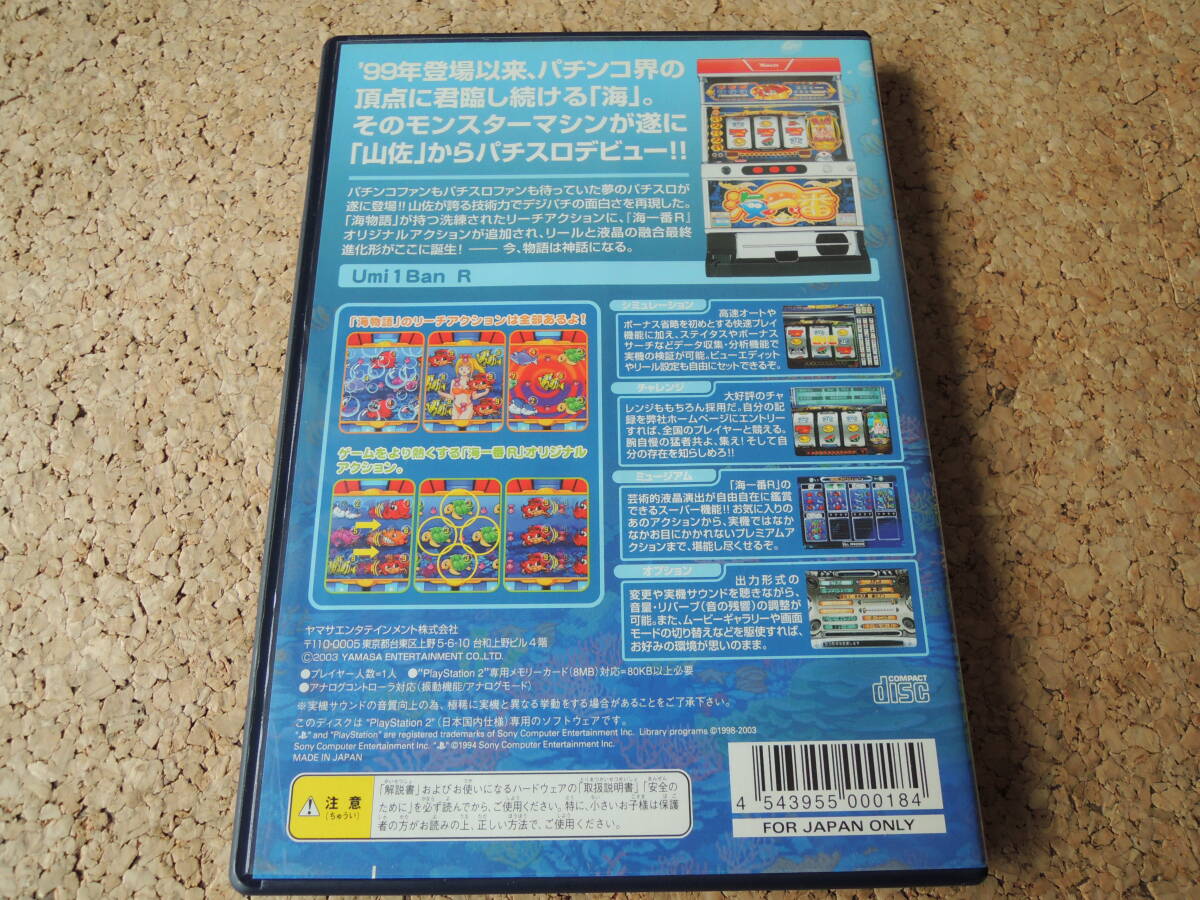 '99年登場以来、パチンコ界の
頂点に君臨し続ける「海」。
そのモンスターマシンが遂に
「山佐」からパチスロデビュー!!
パチンコファンもパチスロファンも待っていた夢のパチスロが
遂に登場!! 山佐が誇る技術力でデジパチの面白さを再現した。
「海物語」が持つ洗練されたリーチアクションに、『海一番R』
オリジナルアクションが追加され、リールと液晶の融合最終
進化形がここに誕生! ―― 今、物語は神話になる。
海一番
Umi 1 Ban R
「海物語」のリーチアクションは全部あるよ!
ゲームをより熱くする「海一番R」オリジナル
アクション。
シミュレーション
高速オートや
ボーナス省略を初めとする快速プレイ
機能に加え、ステイタスやボーナス
サーチなどデータ収集・分析機能で
実機の検証が可能。ビューエディット
やリール設定も自由にセットできるぞ。
チャレンジ
大好評のチャ
レンジももちろん採用だ。自分の記
録を弊社ホームページにエントリー
すれば、全国のプレイヤーと競える。
腕自慢の猛者共よ、集え! そして自
分の存在を知らしめろ!!
ミュージアム
「海一番R」の
芸術的液晶演出が自由自在に鑑賞
できるスーパー機能!! お気に入りの
あのアクションから、実機ではなか
なかお目にかかれないプレミアムア
クションまで、堪能し尽くせるぞ。
オプション
出力形式の
変更や実機サウンドを聴きながら、
音量・リバーブ(音の残響)の調整が
可能。また、ムービーギャラリーや画面
モードの切り替えなどを駆使すれば、
お好みの環境が思いのまま。
ヤマサエンタテインメント株式会社
〒110-0005 東京都台東区上野5-6-10 台和上野ビル4階
©2003 YAMASA ENTERTAINMENT CO.,LTD.
●プレイヤー人数=1人 ●"PlayStation 2"専用メモリーカード(8MB)対応=80KB以上必要
●アナログコントローラ対応(振動機能/アナログモード)
※実機サウンドの音質向上の為、極稀に実機と異なる挙動をする場合があることをご了承下さい。
このディスクは "PlayStation 2" (日本国内仕様)専用のソフトウェアです。
" " and "PlayStation" are registered trademarks of Sony Computer Entertainment Inc. Library programs ©1998-2003
Sony Computer Entertainment Inc. " " ©1994 Sony Computer Entertainment Inc.
MADE IN JAPAN
COMPACT
disc
注意
(ちゅうい)
「解説書」およびお使いになるハードウェアの「取扱説明書」「安全の
ために」を必ず読んでから、ご使用ください。特に、小さいお子様は保護
者の方がお読みの上、正しい方法で、ご使用ください。
4 543955 000184
FOR JAPAN ONLY